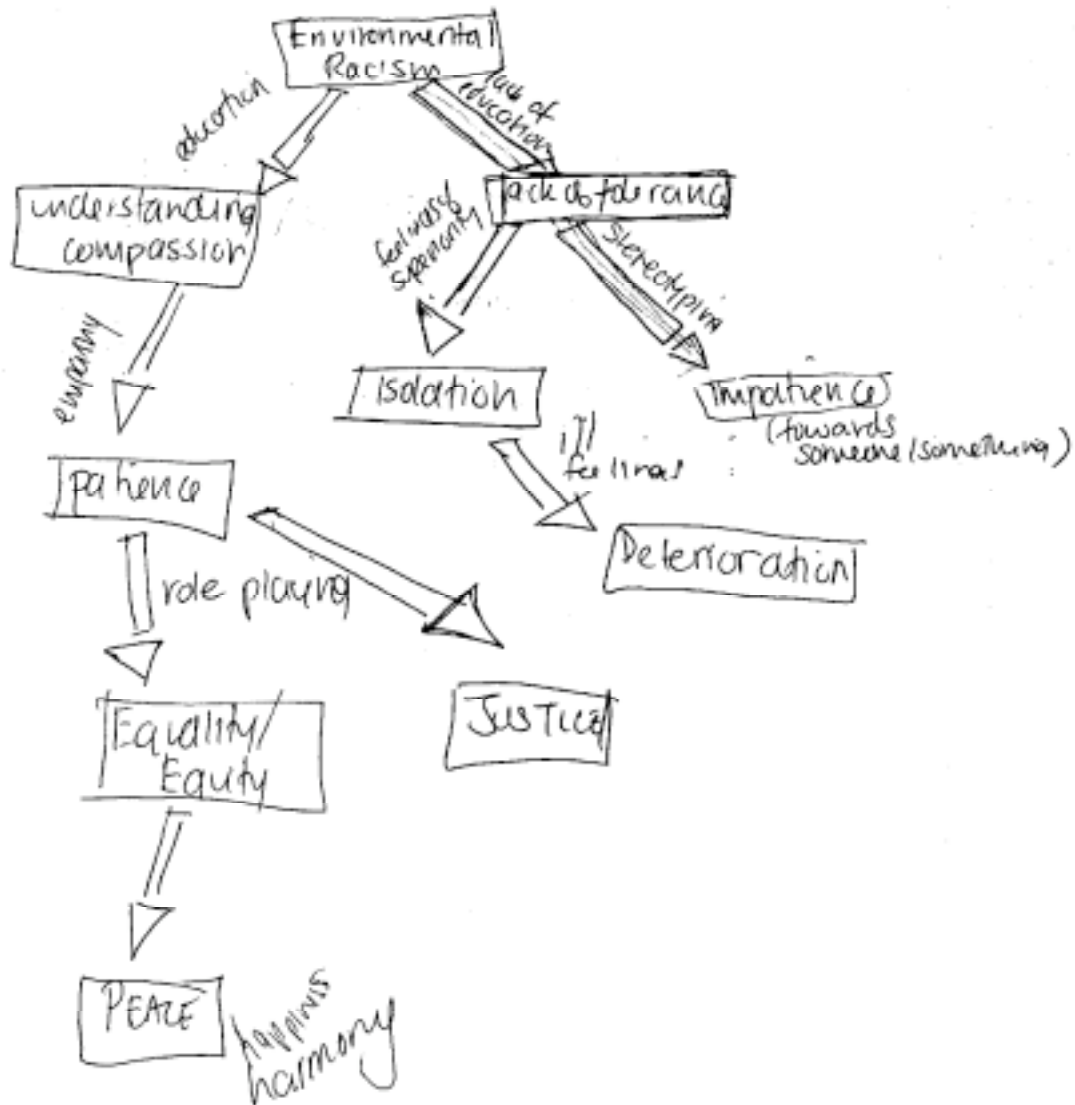 Environmental
Racism
education
lack of
education
understanding
compassion
lack of tolerance
feelings of
superiority
stereotyping
empathy
Isolation
Impatience
(towards
someone/something)
ill
feelings
patience
Deterioration
role playing
Equality/
Equity
JUSTICE
PEACE
happiness
harmony